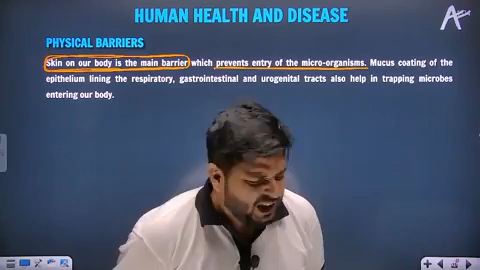 HUMAN HEALTH AND DISEASE
PHYSICAL BARRIERS
Skin on our body is the main barrier which prevents entry of the micro-organisms. Mucus coating of the
epithelium lining the respiratory, gastrointestinal and urogenital tracts also help in trapping microbes
entering our body.